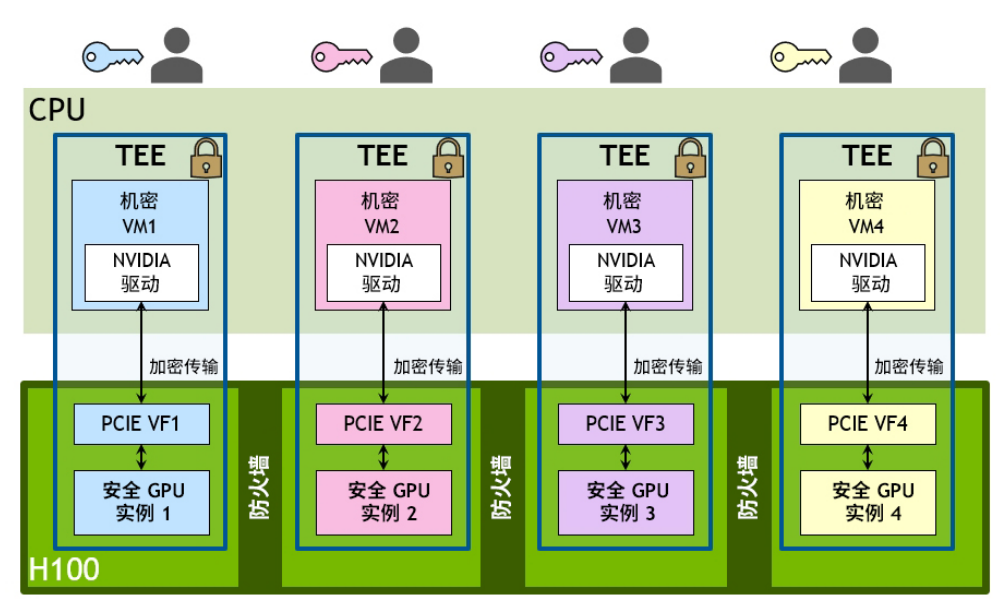 CPU
TEE
TEE
TEE
TEE
机密
VM1
机密
VM2
机密
VM3
机密
VM4
NVIDIA
驱动
NVIDIA
驱动
NVIDIA
驱动
NVIDIA
驱动
加密传输
加密传输
加密传输
加密传输
PCIE VF1
PCIE VF2
PCIE VF3
PCIE VF4
防火墙
防火墙
防火墙
安全 GPU
实例 1
安全 GPU
实例 2
安全 GPU
实例 3
安全 GPU
实例 4
H100